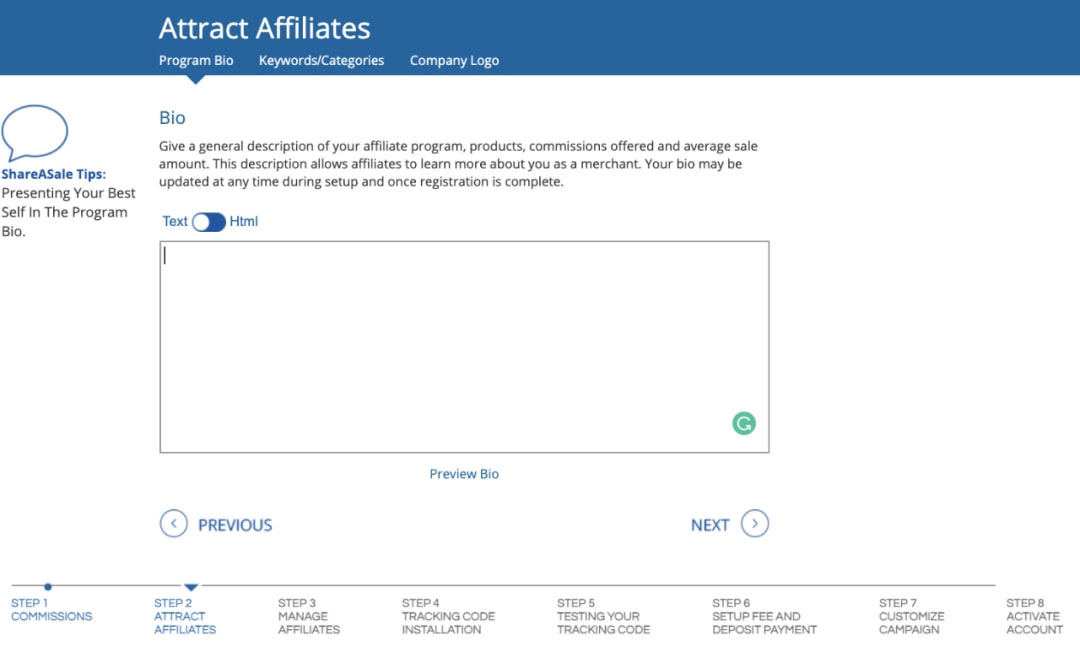 Attract Affiliates
Program Bio Keywords/Categories Company Logo
ShareASale Tips:
Presenting Your Best
Self In The Program
Bio.
Bio
Give a general description of your affiliate program, products, commissions offered and average sale
amount. This description allows affiliates to learn more about you as a merchant. Your bio may be
updated at any time during setup and once registration is complete.
Text Html
G
Preview Bio
PREVIOUS NEXT
STEP 1
COMMISSIONS
STEP 2
ATTRACT
AFFILIATES
STEP 3
MANAGE
AFFILIATES
STEP 4
TRACKING CODE
INSTALLATION
STEP 5
TESTING YOUR
TRACKING CODE
STEP 6
SETUP FEE AND
DEPOSIT PAYMENT
STEP 7
CUSTOMIZE
CAMPAIGN
STEP 8
ACTIVATE
ACCOUNT